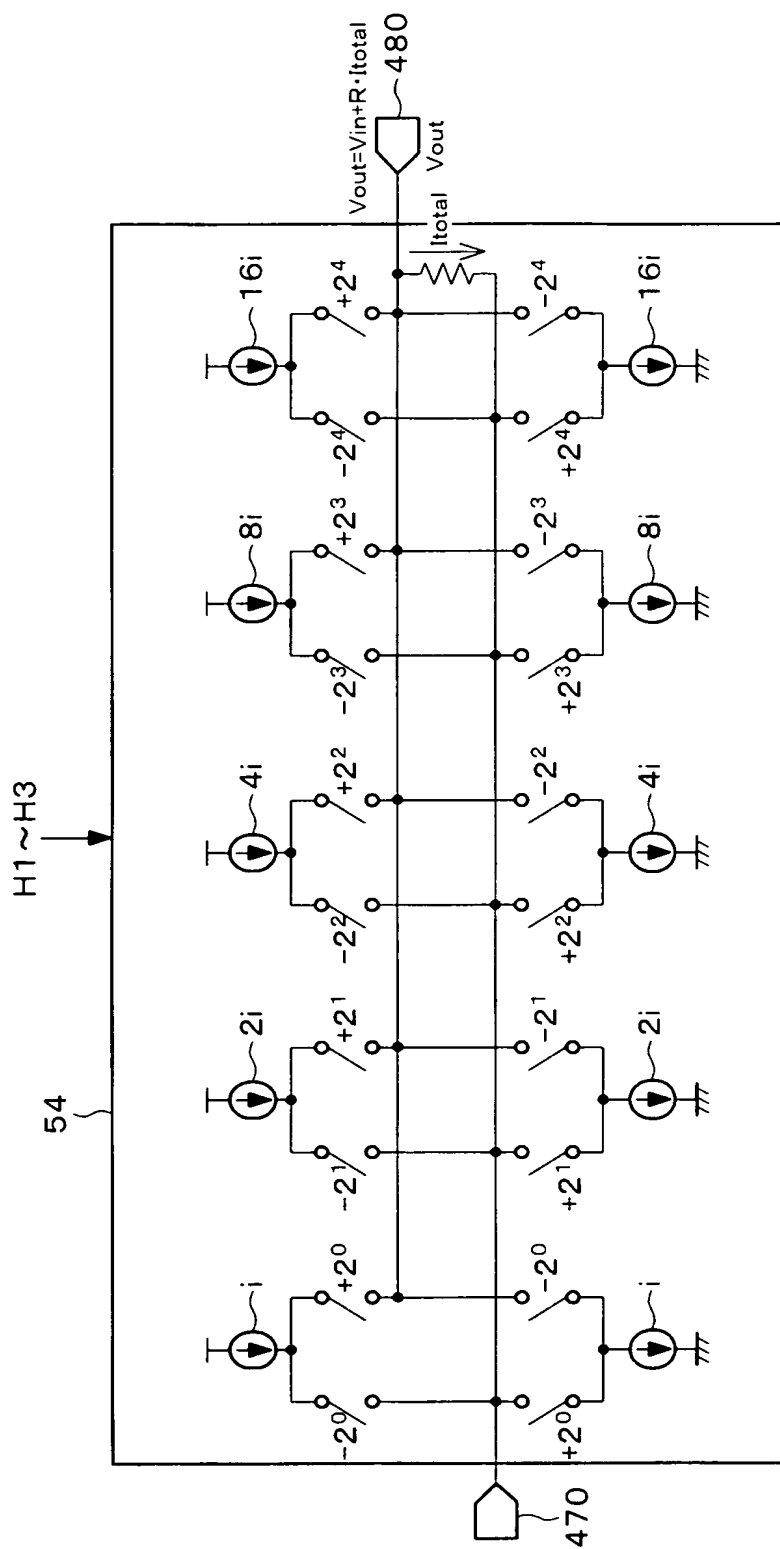 H1~H3
54
i
2i
4i
8i
16i
-2⁰
+2⁰
-2¹
+2¹
-2²
+2²
-2³
+2³
-2⁴
+2⁴
Vout=Vin+R·Itotal
480
Vout
Itotal
470
+2⁰
-2⁰
+2¹
-2¹
+2²
-2²
+2³
-2³
+2⁴
-2⁴
i
2i
4i
8i
16i